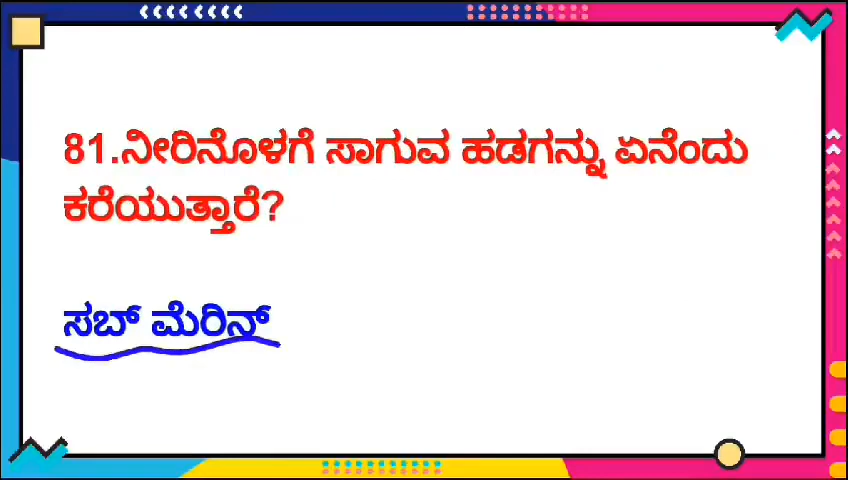 81.ನೀರಿನೊಳಗೆ ಸಾಗುವ ಹಡಗನ್ನು ಏನೆಂದು
ಕರೆಯುತ್ತಾರೆ?
ಸಬ್ ಮೆರಿನ್